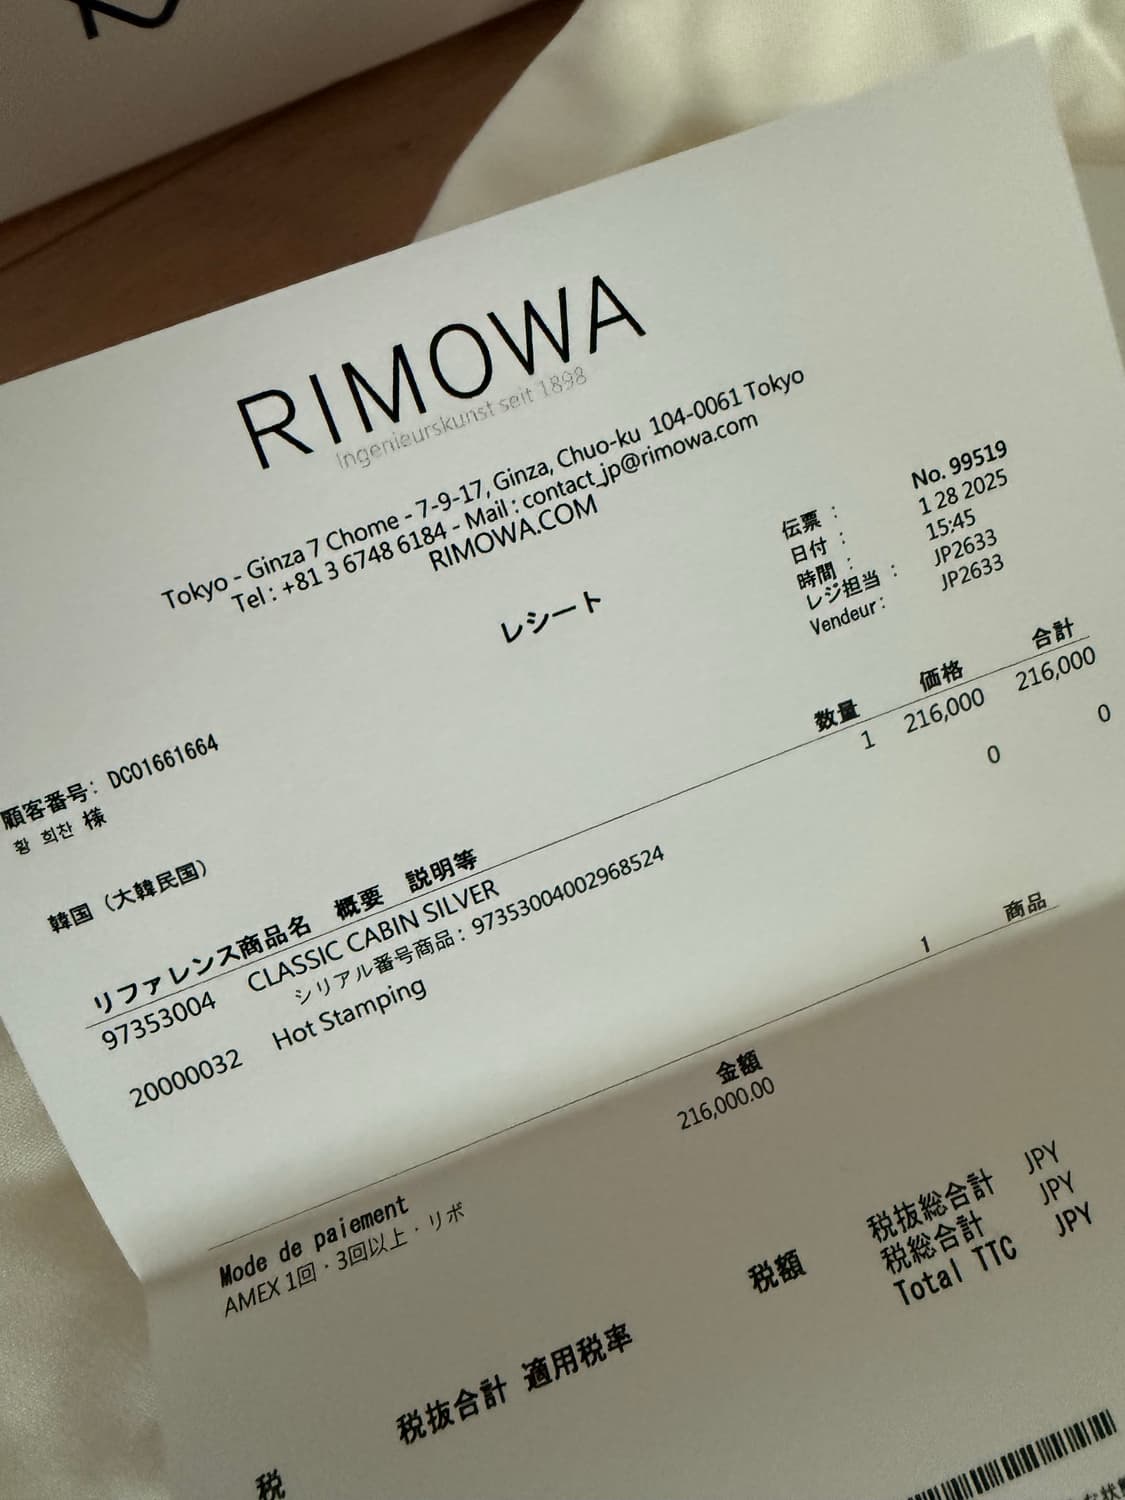 RIMOWA
Ingenieurskunst seit 1898
Tokyo - Ginza 7 Chome - 7-9-17, Ginza, Chuo-ku 104-0061 Tokyo
Tel : +81 3 6748 6184 - Mail : contact_jp@rimowa.com
RIMOWA.COM
レシート
伝票 : No. 99519
日付 : 1 28 2025
時間 : 15:45
レジ担当 : JP2633
Vendeur: JP2633
顧客番号: DC01661664
황 희찬 様
韓国（大韓民国）
リファレンス商品名 概要 説明等 数量 価格 合計
97353004 CLASSIC CABIN SILVER 1 216,000 216,000
シリアル番号商品 : 97353004002968524
20000032 Hot Stamping 0 0
1 商品
Mode de paiement 金額
AMEX 1回・3回以上・リボ 216,000.00
税抜総合計 JPY
税総合計 JPY
Total TTC JPY
税抜合計 適用税率 税額
税